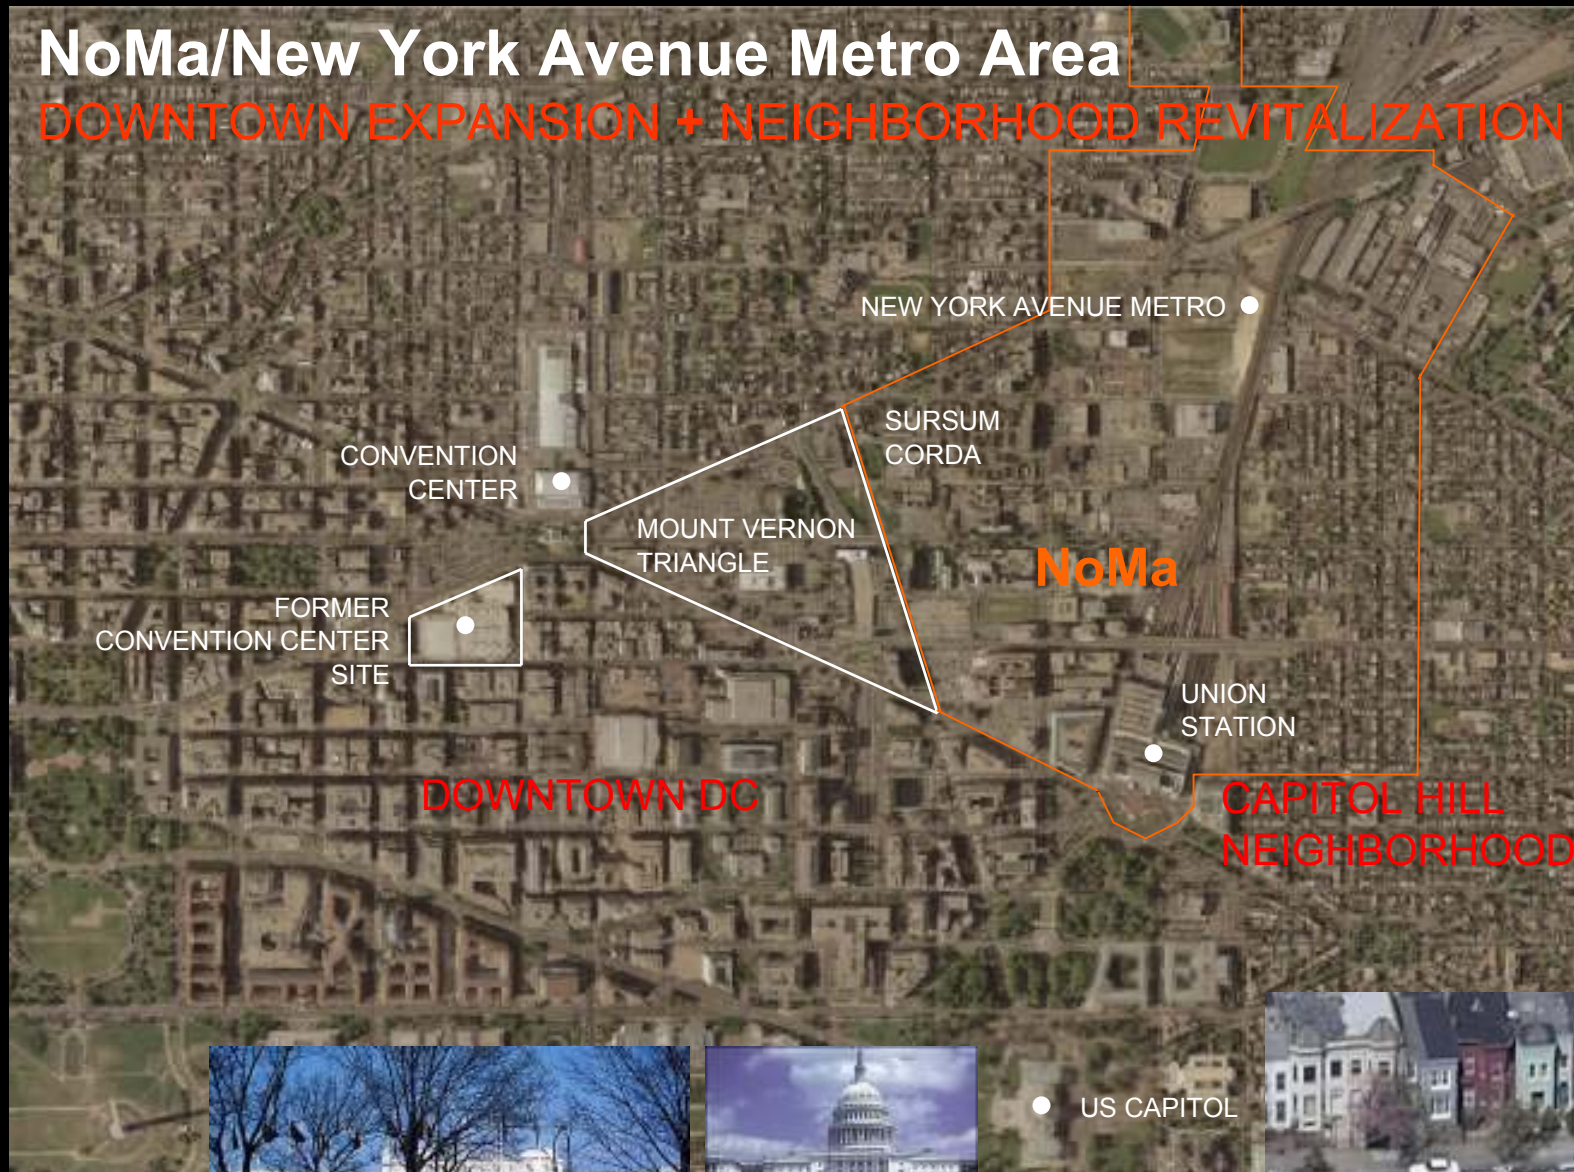 NoMa/New York Avenue Metro Area
DOWNTOWN EXPANSION + NEIGHBORHOOD REVITALIZATION
NEW YORK AVENUE METRO
SURSUM
CORDA
CONVENTION
CENTER
MOUNT VERNON
TRIANGLE
NoMa
FORMER
CONVENTION CENTER
SITE
UNION
STATION
DOWNTOWN DC
CAPITOL HILL
NEIGHBORHOOD
US CAPITOL